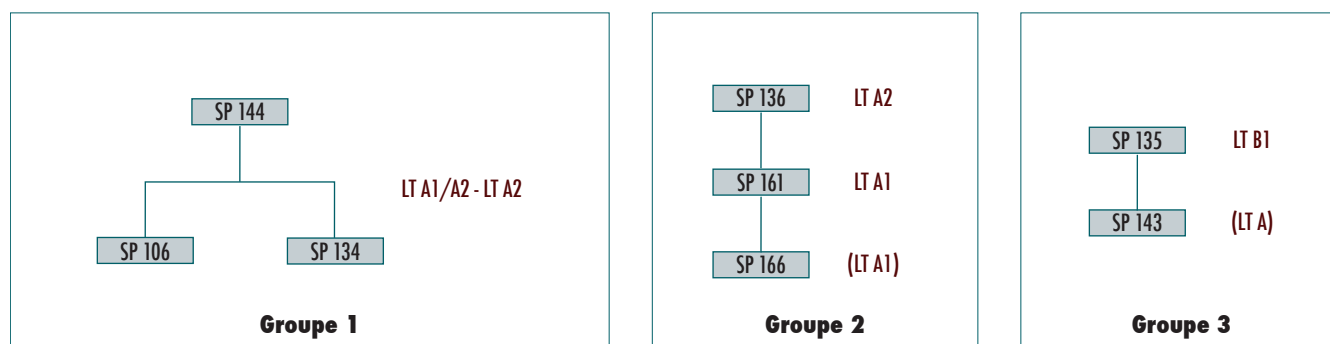 SP 144
LT A1/A2 - LT A2
SP 106
SP 134
Groupe 1
SP 136
LT A2
SP 161
LT A1
SP 166
(LT A1)
Groupe 2
SP 135
LT B1
SP 143
(LT A)
Groupe 3